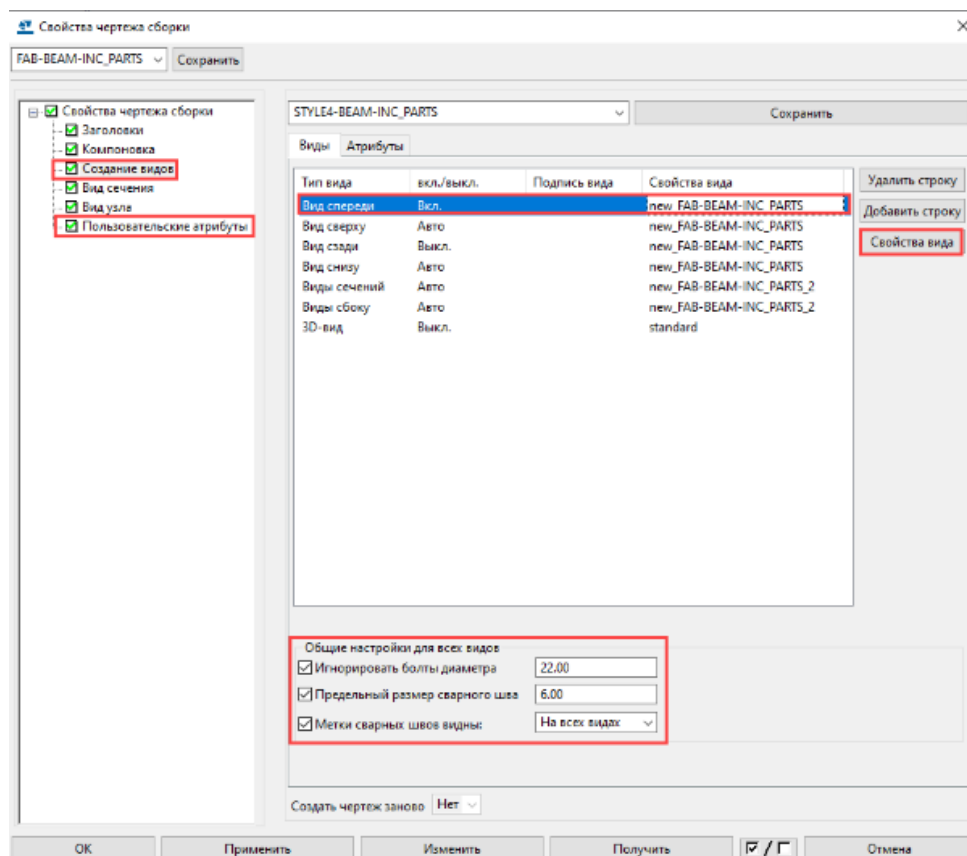 Свойства чертежа сборки
FAB-BEAM-INC_PARTS Сохранить
Свойства чертежа сборки
Заголовки
Компоновка
Создание видов
Вид сечения
Вид узла
Пользовательские атрибуты
STYLE4-BEAM-INC_PARTS Сохранить
Виды Атрибуты
Тип вида вкл./выкл. Подпись вида Свойства вида
Вид спереди Вкл. new_FAB-BEAM-INC_PARTS
Вид сверху Авто new_FAB-BEAM-INC_PARTS
Вид сзади Выкл. new_FAB-BEAM-INC_PARTS
Вид снизу Авто new_FAB-BEAM-INC_PARTS
Виды сечений Авто new_FAB-BEAM-INC_PARTS_2
Виды сбоку Авто new_FAB-BEAM-INC_PARTS_2
3D-вид Выкл. standard
Удалить строку
Добавить строку
Свойства вида
Общие настройки для всех видов
Игнорировать болты диаметра 22.00
Предельный размер сварного шва 6.00
Метки сварных швов видны: На всех видах
Создать чертеж заново Нет
OK Применить Изменить Получить / Отмена